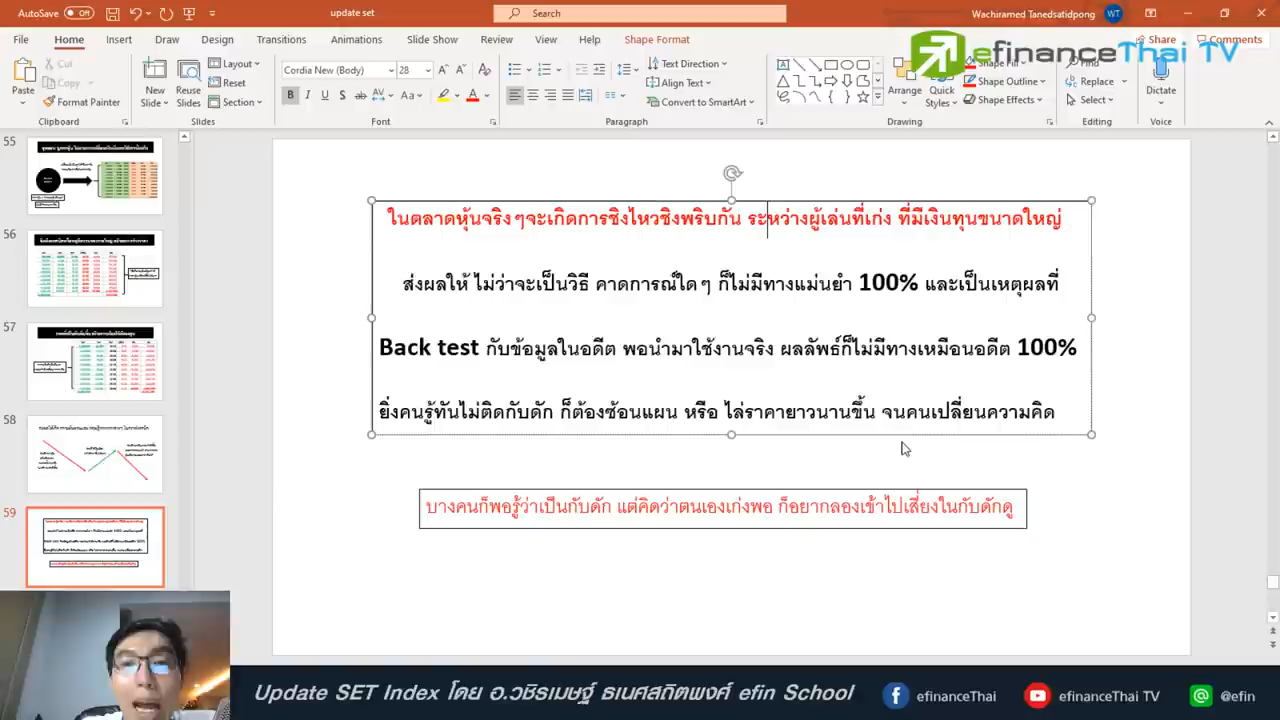 AutoSave Off
update set
Search
Wachiramed Tanedsatidpong WT
File Home Insert Draw Design Transitions Animations Slide Show Review View Help Shape Format Share Comments
efinanceThai TV
Paste Cut Copy Format Painter
Clipboard
New Slide Reuse Slides Layout Reset Section
Slides
Cordia New (Body) 28
B I U S ab AV Aa A
Font
Text Direction Align Text Convert to SmartArt
Paragraph
Arrange Quick Styles Shape Fill Shape Outline Shape Effects
Drawing
Find Replace Select
Editing
Dictate
Voice
55
56
57
58
59
ในตลาดหุ้นจริงๆจะเกิดการชิงไหวชิงพริบกัน ระหว่างผู้เล่นที่เก่ง ที่มีเงินทุนขนาดใหญ่
ส่งผลให้ ไม่ว่าจะเป็นวิธี คาดการณ์ใดๆ ก็ไม่มีทางแม่นยำ 100% และเป็นเหตุผลที่
Back test กับข้อมูลในอดีต พอนำมาใช้งานจริง ผลลัพธ์ก็ไม่มีทางเหมือนอดีต 100%
ยิ่งคนรู้ทันไม่ติดกับดัก ก็ต้องซ้อนแผน หรือ ไล่ราคายาวนานขึ้น จนคนเปลี่ยนความคิด
บางคนก็พอรู้ว่าเป็นกับดัก แต่คิดว่าตนเองเก่งพอ ก็อยากลองเข้าไปเสี่ยงในกับดักดู
Update SET Index โดย อ.วชิรเมษฐ์ ธเนศสถิตพงศ์ efin School
efinanceThai
efinanceThai TV
@efin